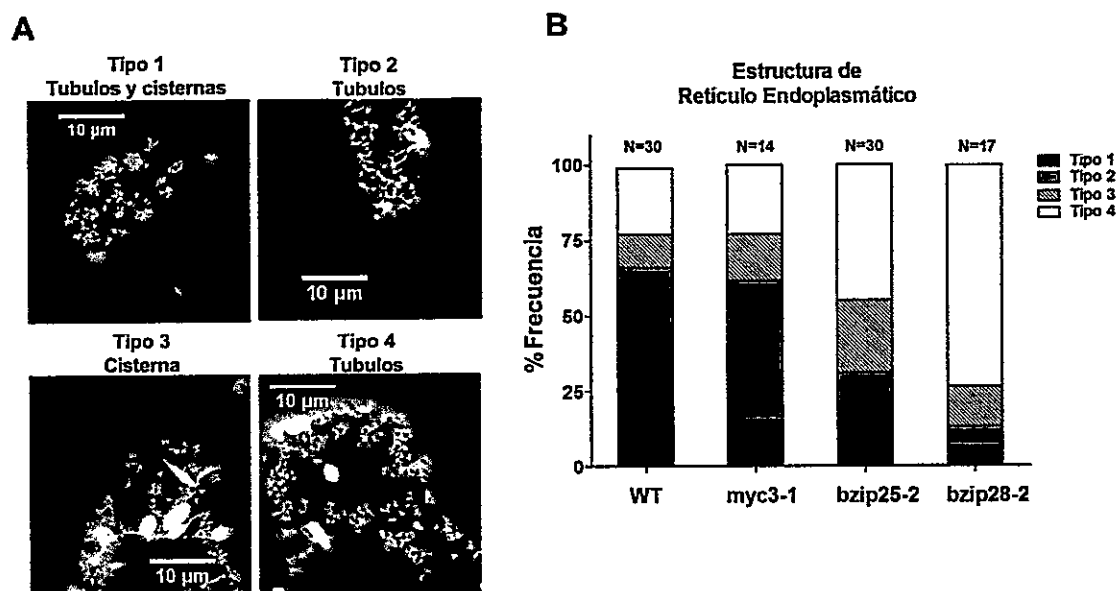 A
Tipo 1
Tubulos y cisternas
10 µm
Tipo 2
Tubulos
10 µm
Tipo 3
Cisterna
10 µm
Tipo 4
Tubulos
10 µm
B
Estructura de
Retículo Endoplasmático
N=30
N=14
N=30
N=17
100
75
50
25
0
% Frecuencia
WT
myc3-1
bzip25-2
bzip28-2
Tipo 1
Tipo 2
Tipo 3
Tipo 4